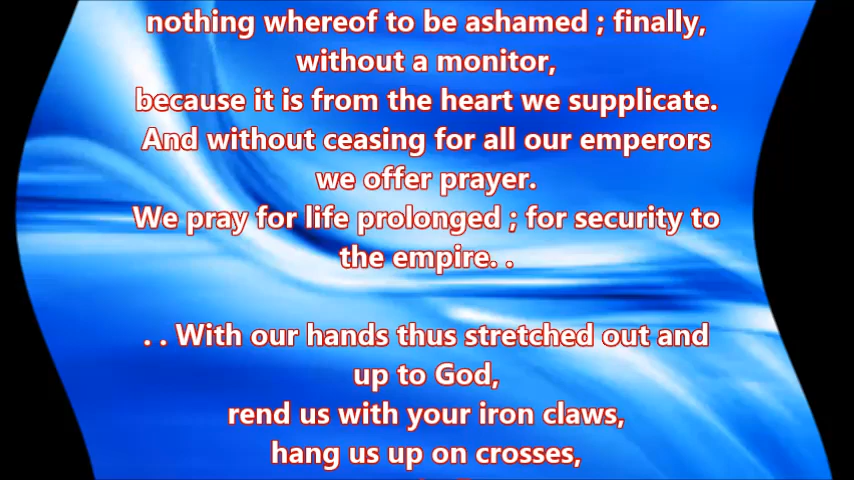 nothing whereof to be ashamed ; finally,
without a monitor,
because it is from the heart we supplicate.
And without ceasing for all our emperors
we offer prayer.
We pray for life prolonged ; for security to
the empire. .
. . With our hands thus stretched out and
up to God,
rend us with your iron claws,
hang us up on crosses,